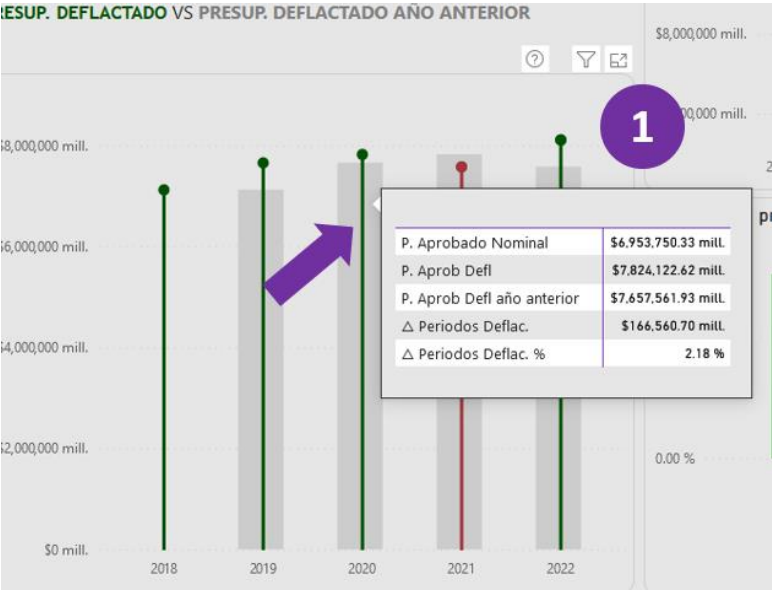 RESUP. DEFLACTADO VS PRESUP. DEFLACTADO AÑO ANTERIOR
$8,000,000 mill.
1
$8,000,000 mill.
$6,000,000 mill.
$4,000,000 mill.
$2,000,000 mill.
$0 mill.
2018
2019
2020
2021
2022
P. Aprobado Nominal $6,953,750.33 mill.
P. Aprob Defl $7,824,122.62 mill.
P. Aprob Defl año anterior $7,657,561.93 mill.
△ Periodos Deflac. $166,560.70 mill.
△ Periodos Deflac. % 2.18 %
0.00 %